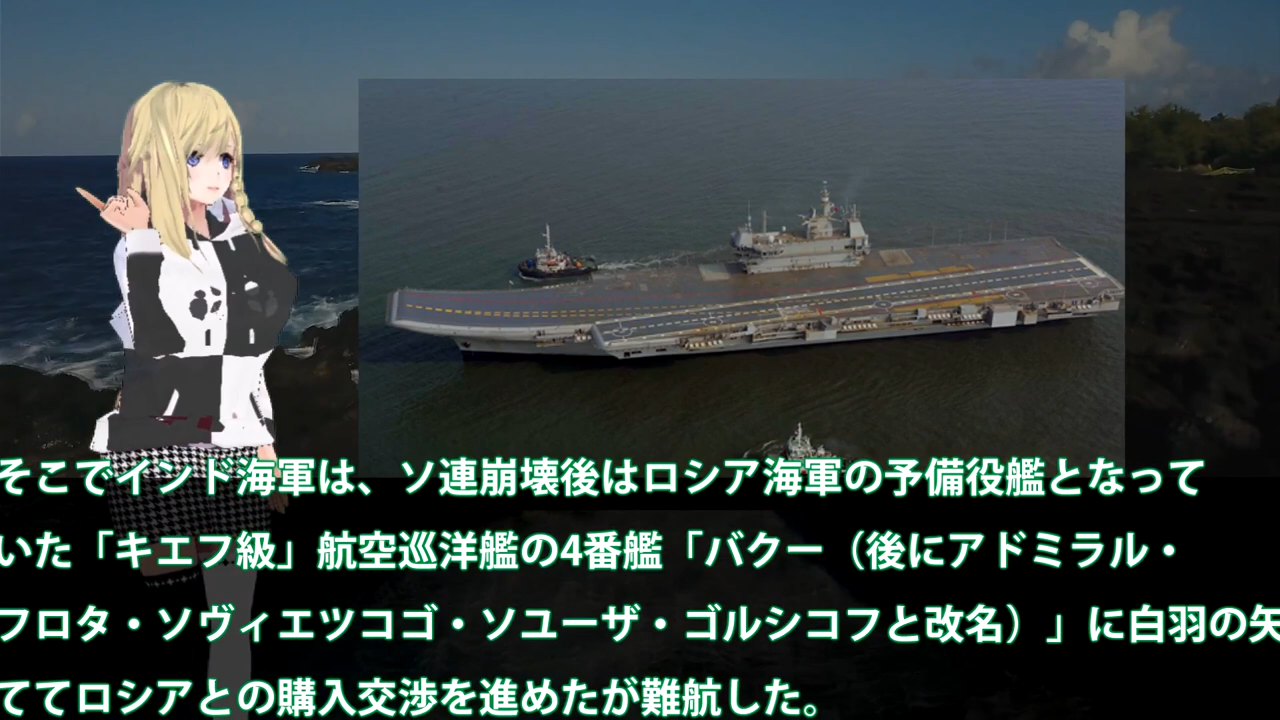 そこでインド海軍は、ソ連崩壊後はロシア海軍の予備役艦となって
いた「キエフ級」航空巡洋艦の4番艦「バクー（後にアドミラル・
フロタ・ソヴィエツコゴ・ソユーザ・ゴルシコフと改名）」に白羽の矢
ててロシアとの購入交渉を進めたが難航した。